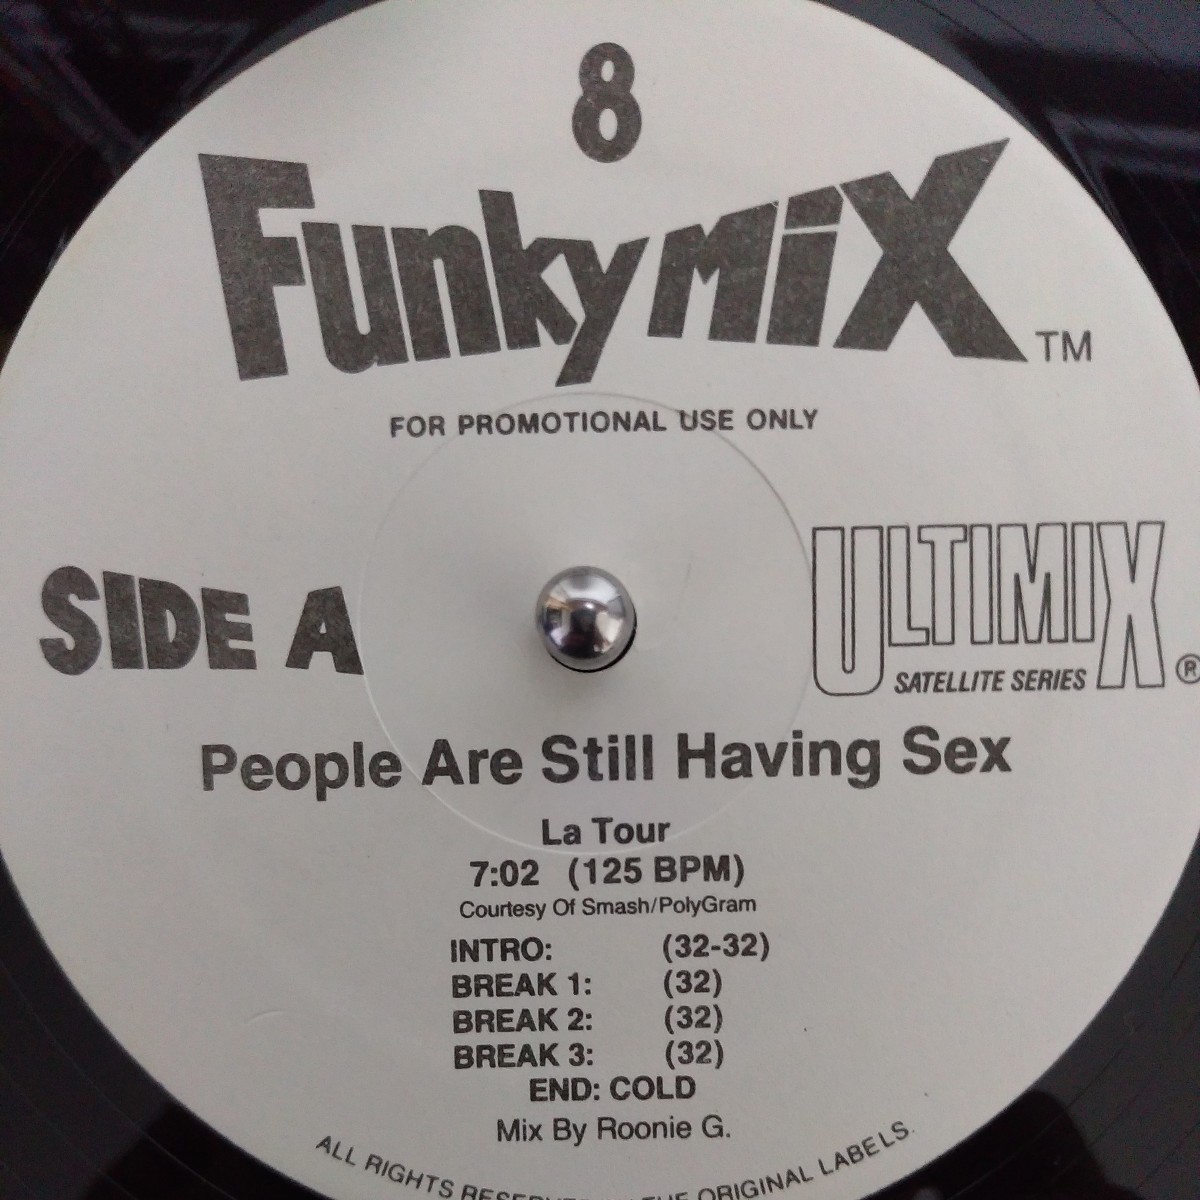 8
Funkymix TM
FOR PROMOTIONAL USE ONLY
SIDE A
ULTIMIX ®
SATELLITE SERIES
People Are Still Having Sex
La Tour
7:02 (125 BPM)
Courtesy Of Smash/PolyGram
INTRO: (32-32)
BREAK 1: (32)
BREAK 2: (32)
BREAK 3: (32)
END: COLD
Mix By Roonie G.
ALL RIGHTS ORIGINAL LABELS.